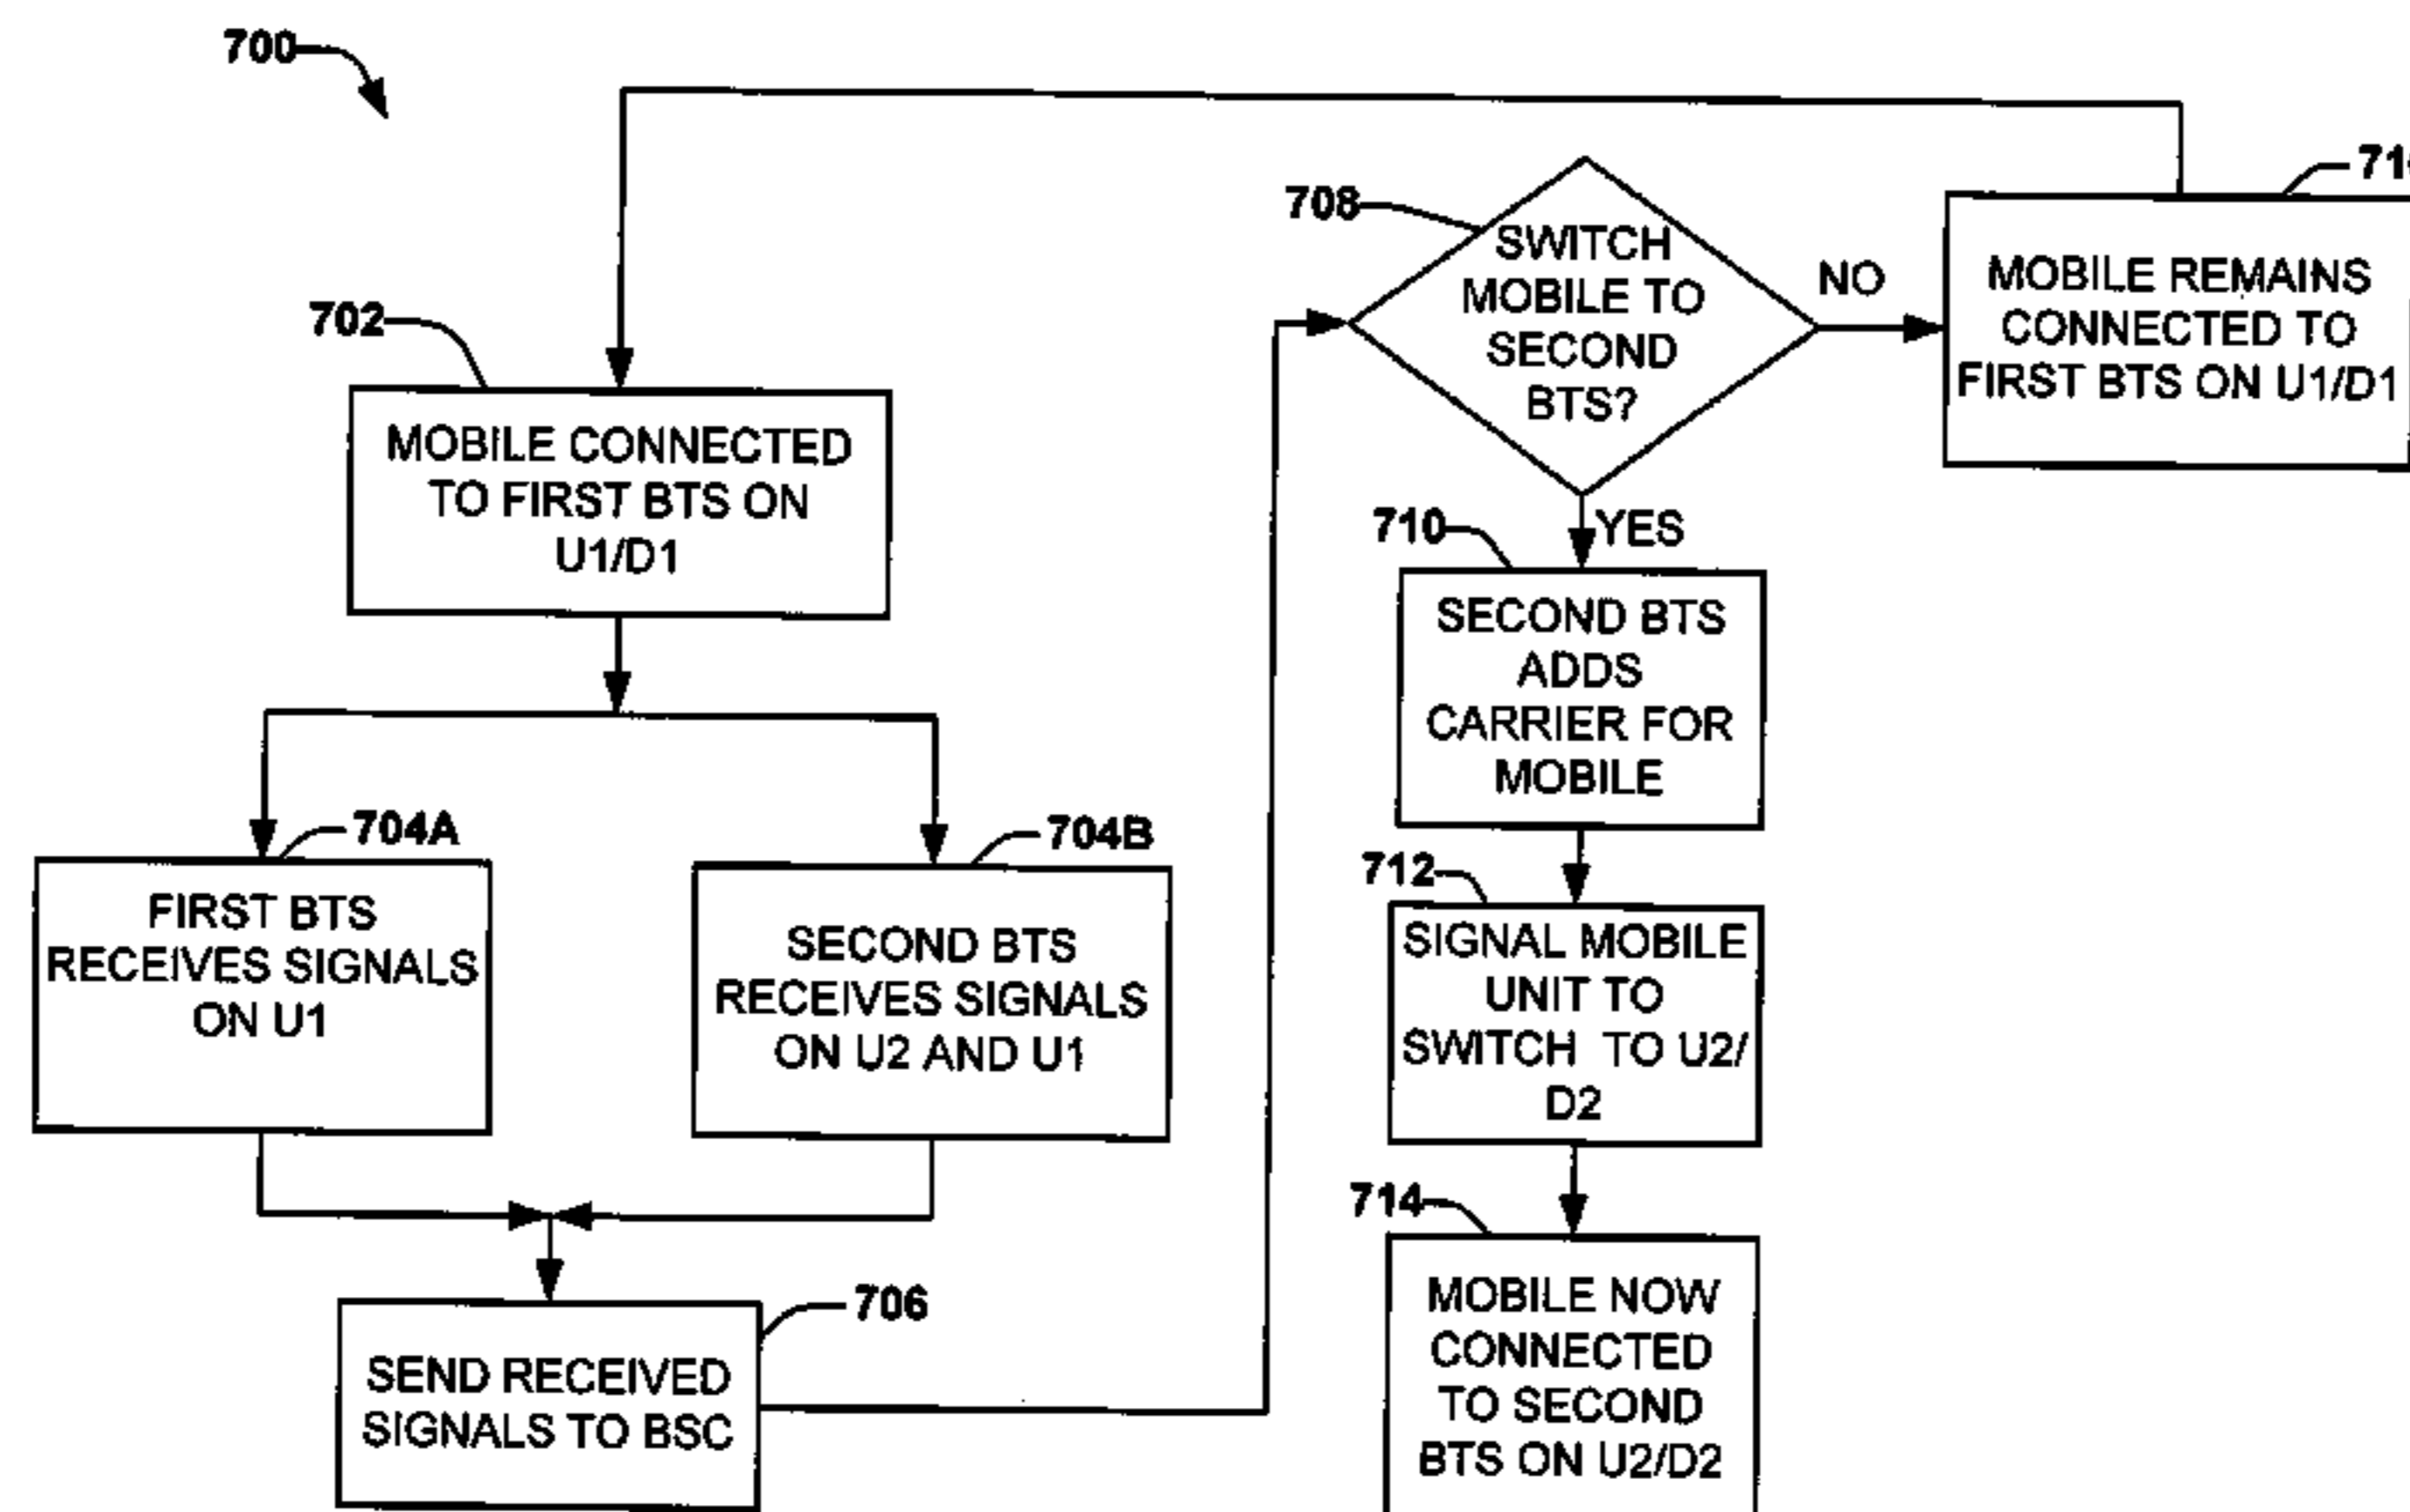 700
702
MOBILE CONNECTED
TO FIRST BTS ON
U1/D1
704A
FIRST BTS
RECEIVES SIGNALS
ON U1
704B
SECOND BTS
RECEIVES SIGNALS
ON U2 AND U1
706
SEND RECEIVED
SIGNALS TO BSC
708
SWITCH
MOBILE TO
SECOND
BTS?
NO
MOBILE REMAINS
CONNECTED TO
FIRST BTS ON U1/D1
YES
710
SECOND BTS
ADDS
CARRIER FOR
MOBILE
712
SIGNAL MOBILE
UNIT TO
SWITCH TO U2/
D2
714
MOBILE NOW
CONNECTED
TO SECOND
BTS ON U2/D2